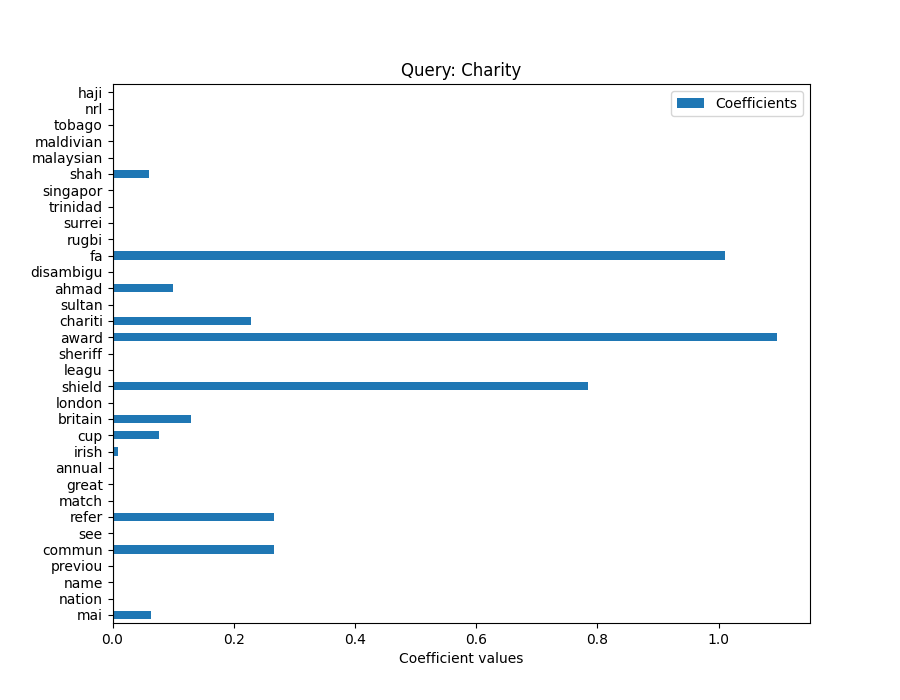 Query: Charity
Coefficients
haji
nrl
tobago
maldivian
malaysian
shah
singapor
trinidad
surrei
rugbi
fa
disambigu
ahmad
sultan
chariti
award
sheriff
leagu
shield
london
britain
cup
irish
annual
great
match
refer
see
commun
previou
name
nation
mai
0.0 0.2 0.4 0.6 0.8 1.0
Coefficient values